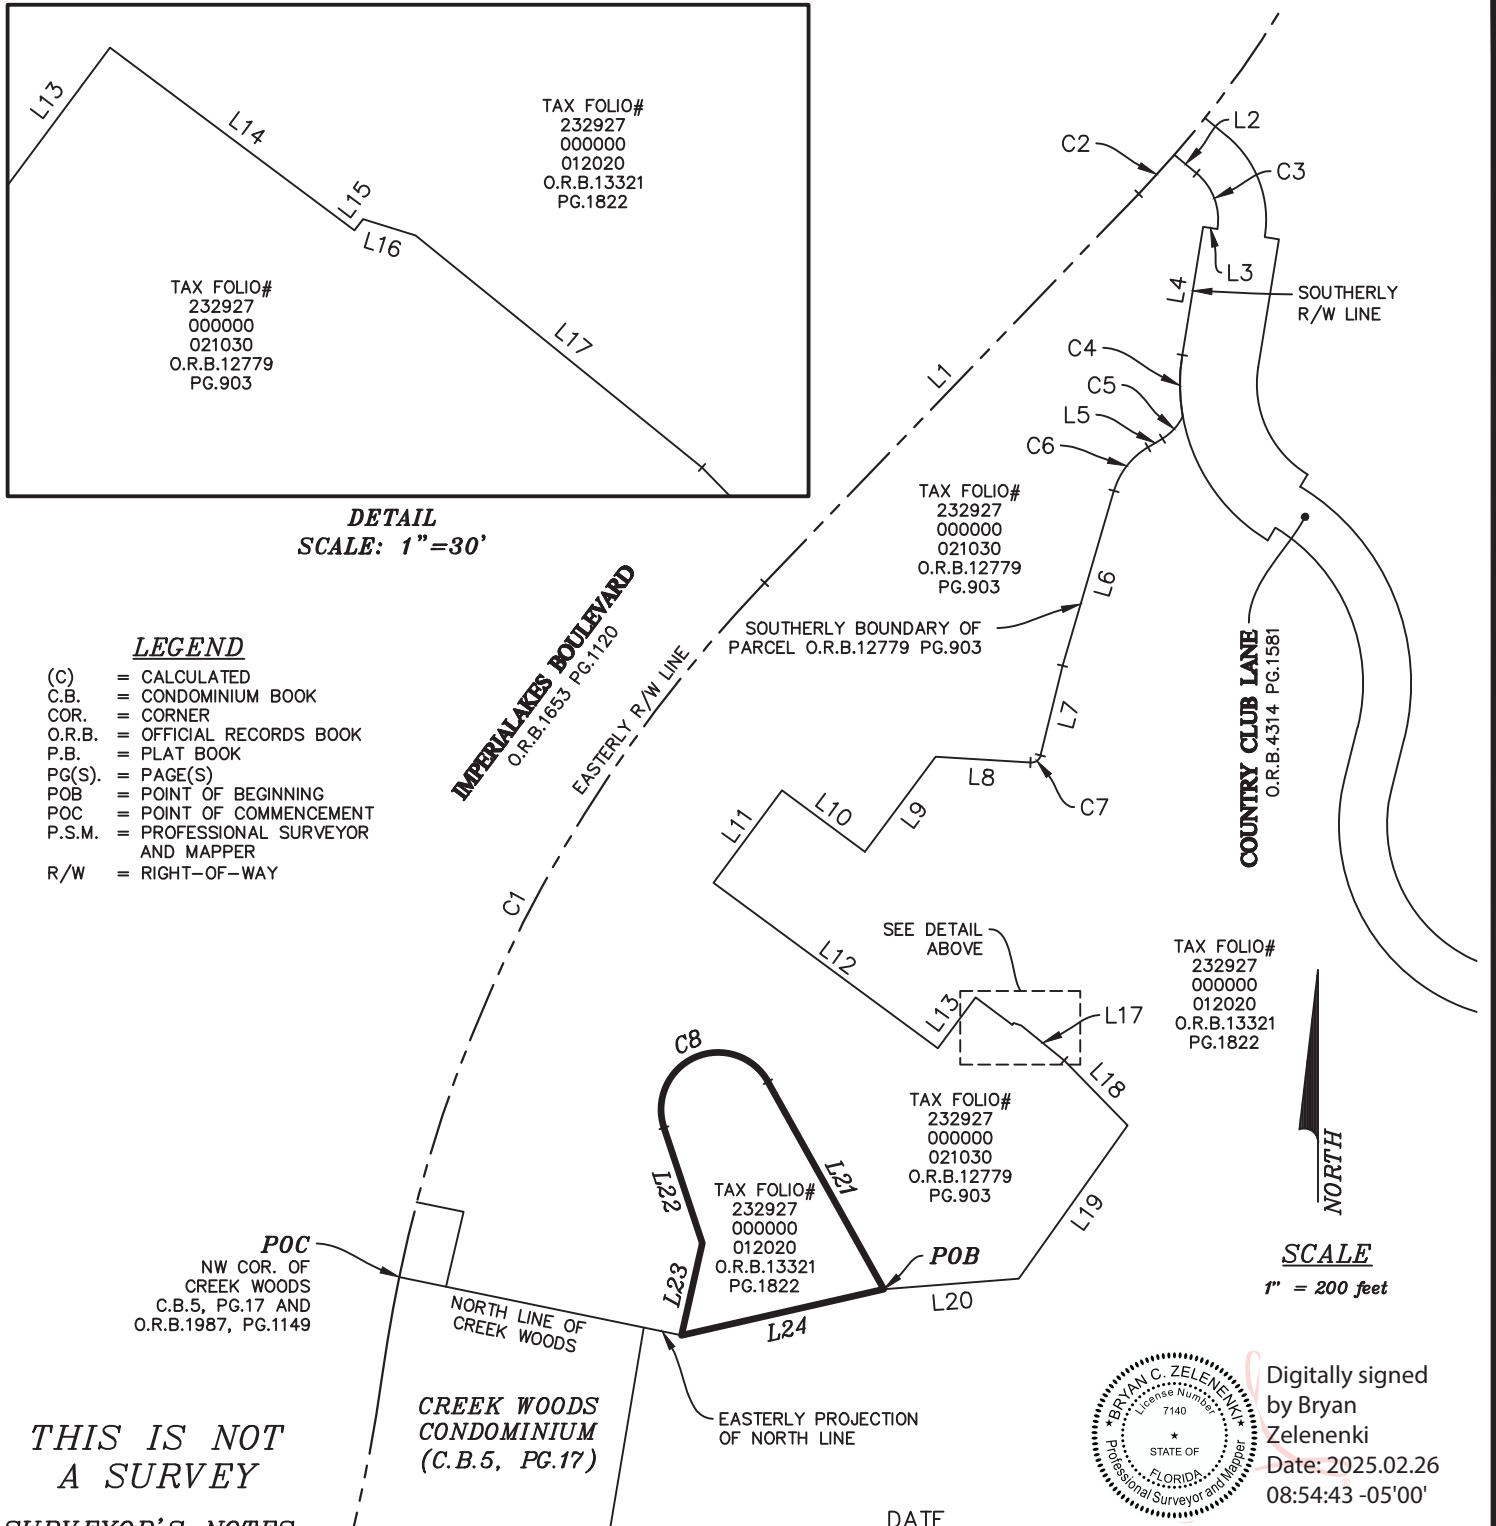 L13
L14
L15
L16
L17
TAX FOLIO#
232927
000000
012020
O.R.B.13321
PG.1822
TAX FOLIO#
232927
000000
021030
O.R.B.12779
PG.903
DETAIL
SCALE: 1"=30'
LEGEND
(C) = CALCULATED
C.B. = CONDOMINIUM BOOK
COR. = CORNER
O.R.B. = OFFICIAL RECORDS BOOK
P.B. = PLAT BOOK
PG(S). = PAGE(S)
POB = POINT OF BEGINNING
POC = POINT OF COMMENCEMENT
P.S.M. = PROFESSIONAL SURVEYOR
AND MAPPER
R/W = RIGHT-OF-WAY
C2
L2
C3
L3
L4
SOUTHERLY
R/W LINE
C4
C5
L5
C6
L1
TAX FOLIO#
232927
000000
021030
O.R.B.12779
PG.903
L6
SOUTHERLY BOUNDARY OF
PARCEL O.R.B.12779 PG.903
IMPERIALAKES BOULEVARD
O.R.B.1653 PG.1120
EASTERLY R/W LINE
COUNTRY CLUB LANE
O.R.B.4314 PG.1581
L7
L8
C7
L9
L10
L11
C1
L12
SEE DETAIL
ABOVE
L13
L17
TAX FOLIO#
232927
000000
012020
O.R.B.13321
PG.1822
C8
L18
TAX FOLIO#
232927
000000
021030
O.R.B.12779
PG.903
L21
L22
TAX FOLIO#
232927
000000
012020
O.R.B.13321
PG.1822
L19
NORTH
POC
NW COR. OF
CREEK WOODS
C.B.5, PG.17 AND
O.R.B.1987, PG.1149
POB
L23
L20
L24
SCALE
1" = 200 feet
NORTH LINE OF
CREEK WOODS
CREEK WOODS
CONDOMINIUM
(C.B.5, PG.17)
EASTERLY PROJECTION
OF NORTH LINE
THIS IS NOT
A SURVEY
SURVEYOR'S NOTES
BRYAN C. ZELENENKI
License Number
7140
STATE OF
FLORIDA
Professional Surveyor and Mapper
Digitally signed
by Bryan
Zelenenki
Date: 2025.02.26
08:54:43 -05'00'
DATE